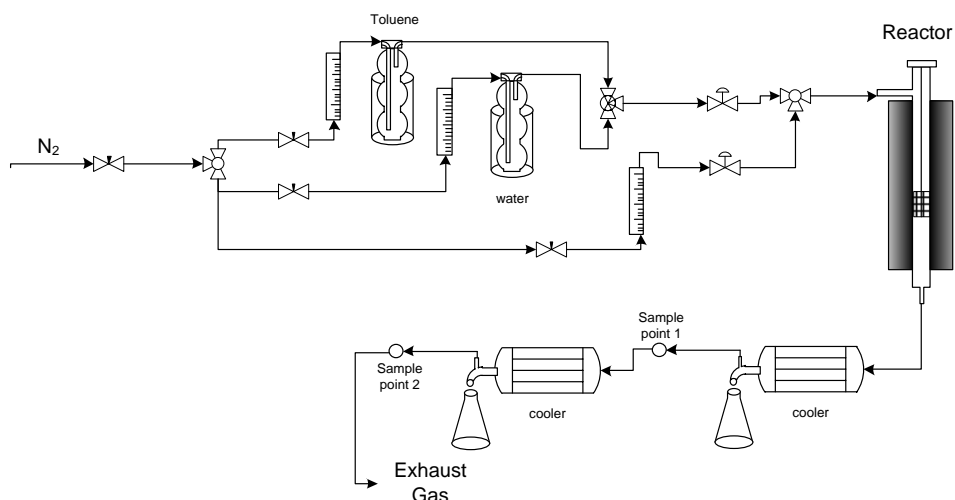 Toluene
Reactor
N₂
water
Sample
point 1
Sample
point 2
cooler
cooler
Exhaust
Gas